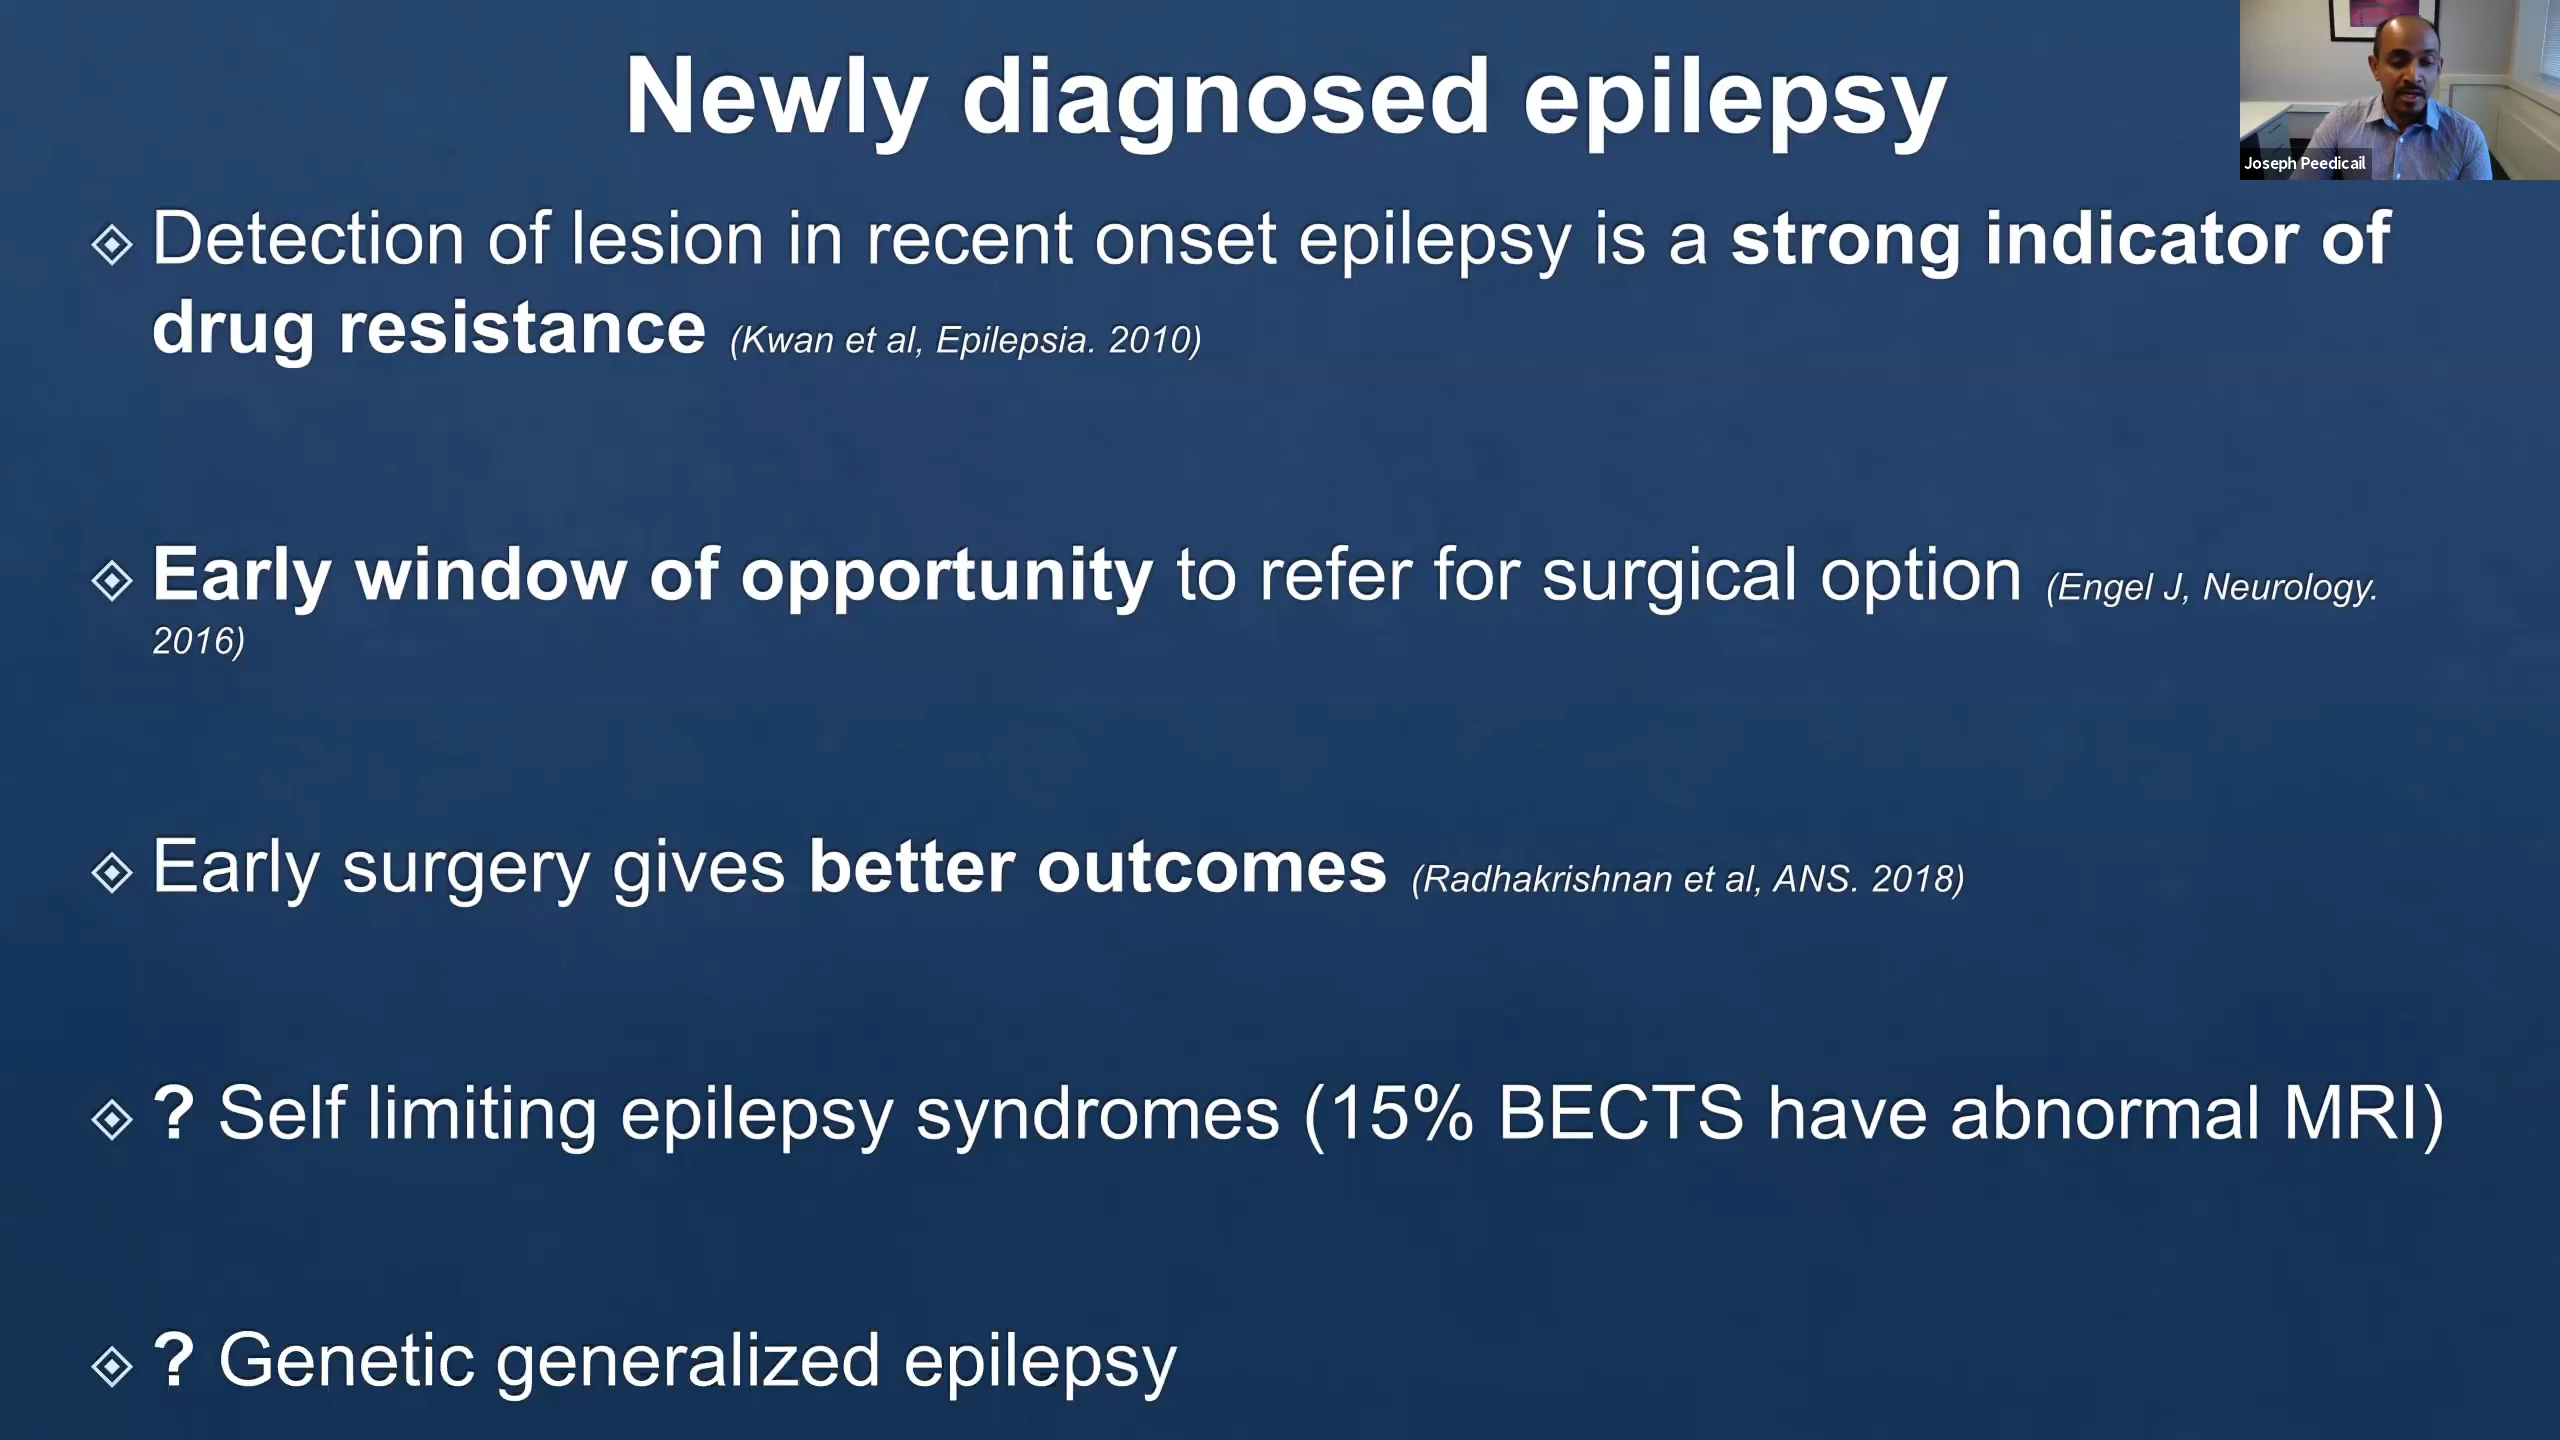 Newly diagnosed epilepsy
Joseph Peedicail
Detection of lesion in recent onset epilepsy is a strong indicator of
drug resistance (Kwan et al, Epilepsia. 2010)
Early window of opportunity to refer for surgical option (Engel J, Neurology.
2016)
Early surgery gives better outcomes (Radhakrishnan et al, ANS. 2018)
? Self limiting epilepsy syndromes (15% BECTS have abnormal MRI)
? Genetic generalized epilepsy